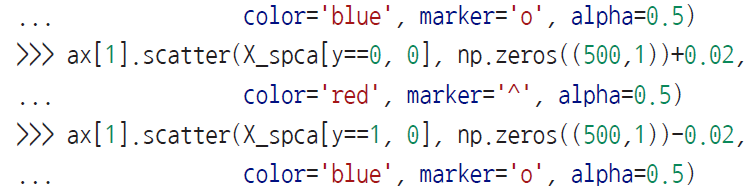 ...                color='blue', marker='o', alpha=0.5)
>>> ax[1].scatter(X_spca[y==0, 0], np.zeros((500,1))+0.02,
...                color='red', marker='^', alpha=0.5)
>>> ax[1].scatter(X_spca[y==1, 0], np.zeros((500,1))-0.02,
...                color='blue', marker='o', alpha=0.5)